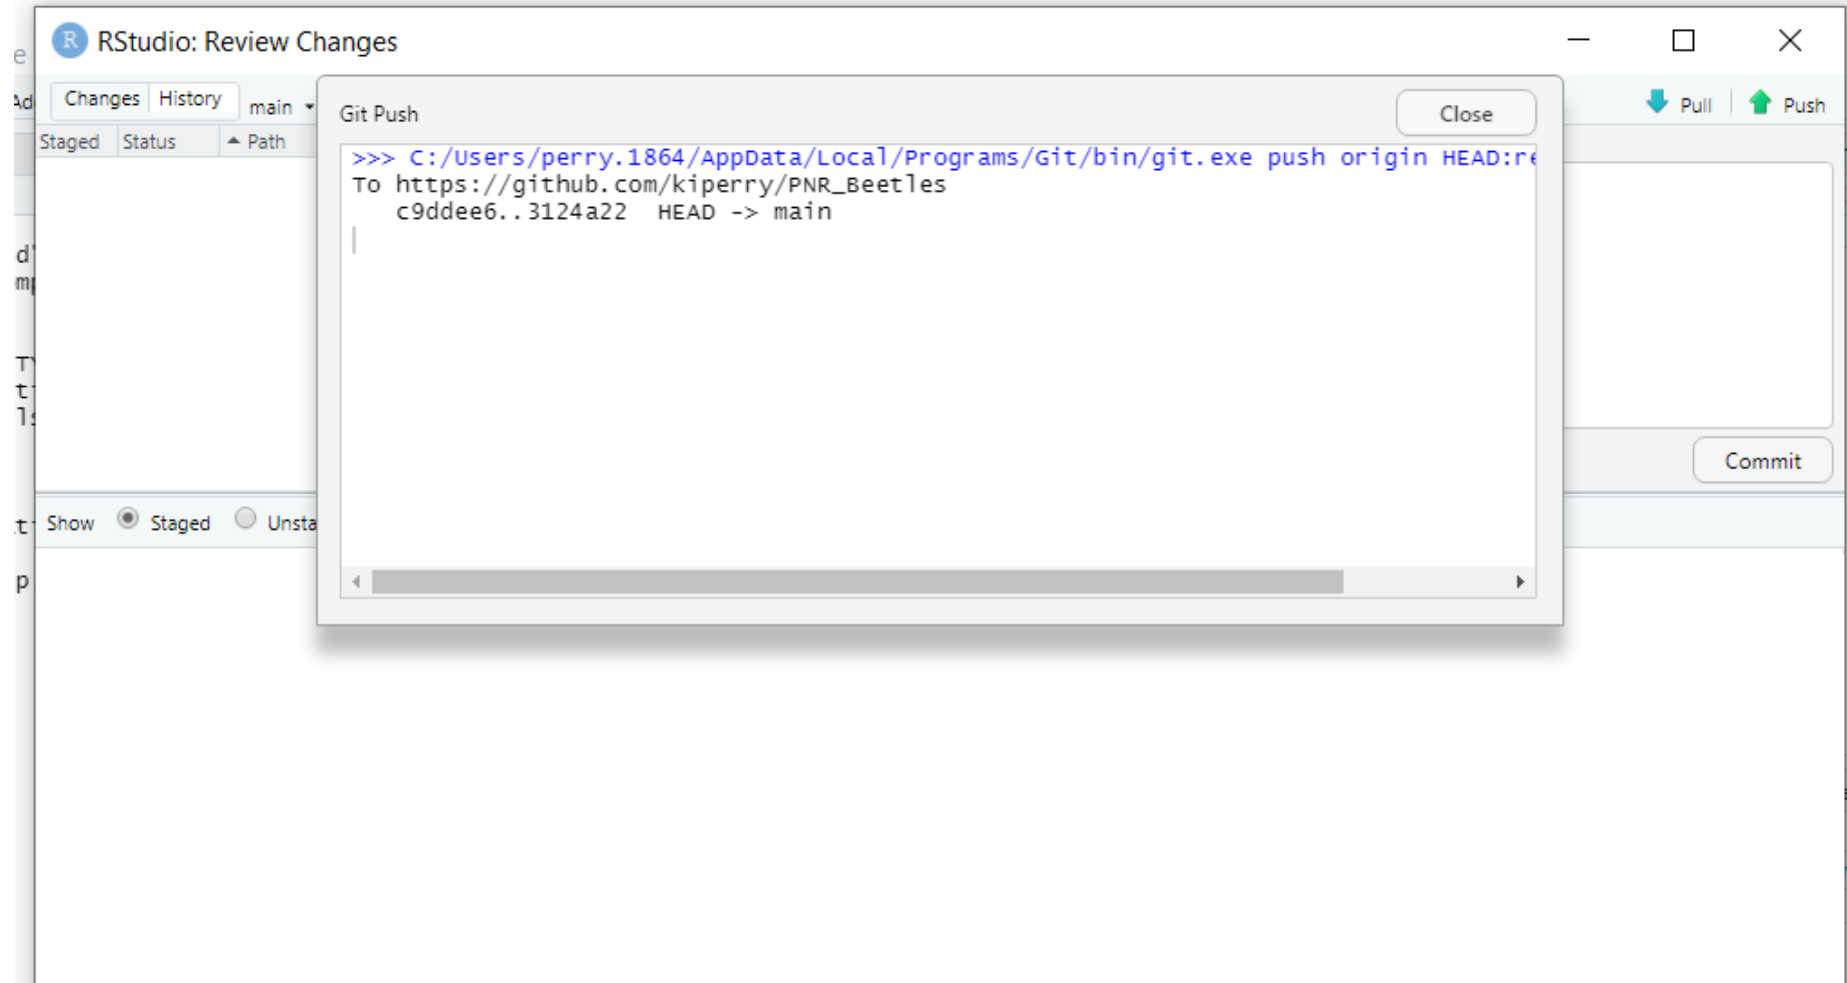 R RStudio: Review Changes
Changes History main
Pull Push
Staged Status Path
Git Push
Close
>>> C:/Users/perry.1864/AppData/Local/Programs/Git/bin/git.exe push origin HEAD:re
To https://github.com/kiperry/PNR_Beetles
c9ddee6..3124a22 HEAD -> main
Commit
Show Staged Unsta